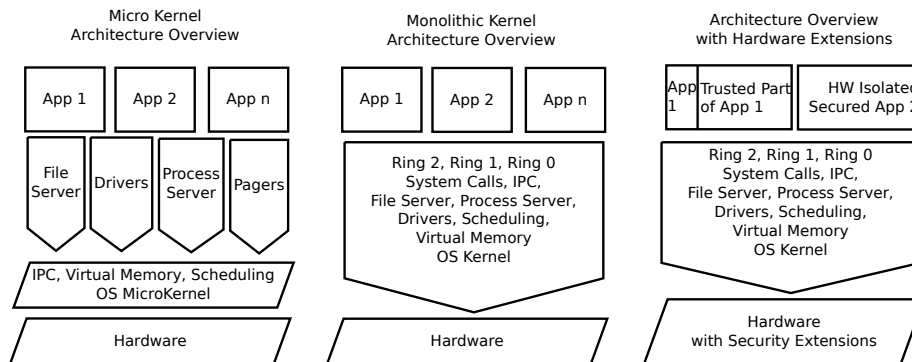 Micro Kernel
Architecture Overview
App 1
App 2
App n
File
Server
Drivers
Process
Server
Pagers
IPC, Virtual Memory, Scheduling
OS MicroKernel
Hardware
Monolithic Kernel
Architecture Overview
App 1
App 2
App n
Ring 2, Ring 1, Ring 0
System Calls, IPC,
File Server, Process Server,
Drivers, Scheduling,
Virtual Memory
OS Kernel
Hardware
Architecture Overview
with Hardware Extensions
App
1
Trusted Part
of App 1
HW Isolated
Secured App 2
Ring 2, Ring 1, Ring 0
System Calls, IPC,
File Server, Process Server,
Drivers, Scheduling,
Virtual Memory
OS Kernel
Hardware
with Security Extensions